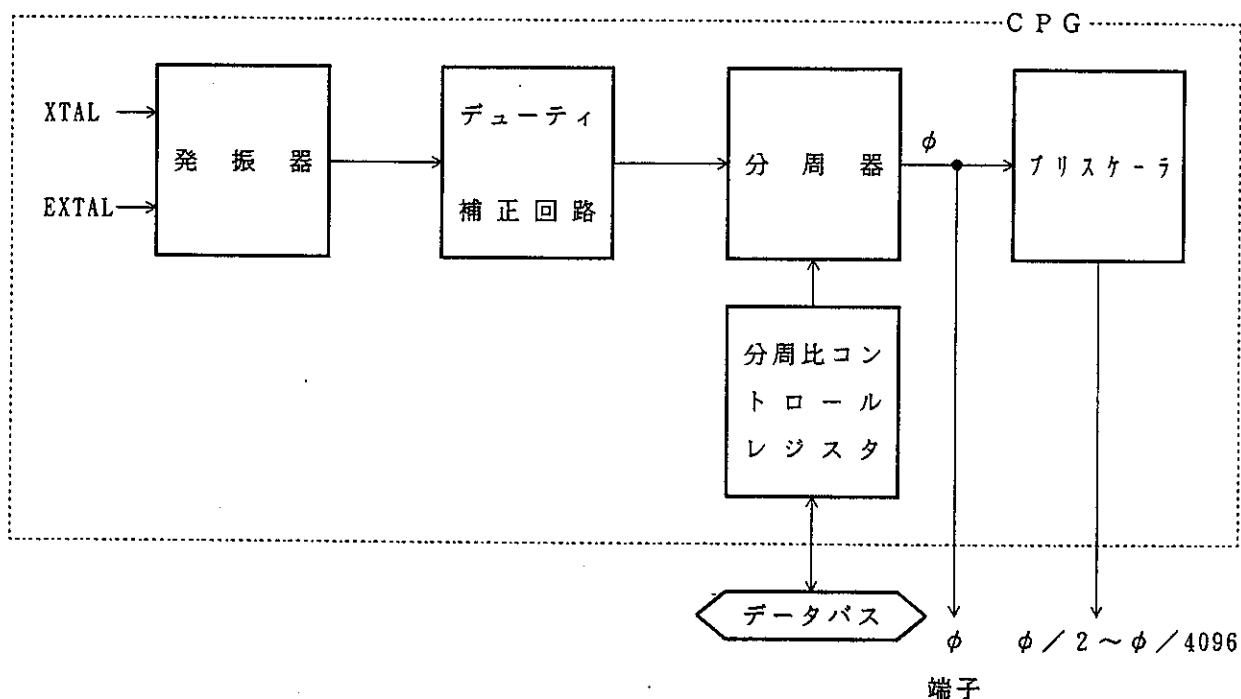 CPG
XTAL
EXTAL
発振器
デューティ
補正回路
分周器
φ
プリスケーラ
分周比コン
トロール
レジスタ
データバス
φ
端子
φ/2~φ/4096